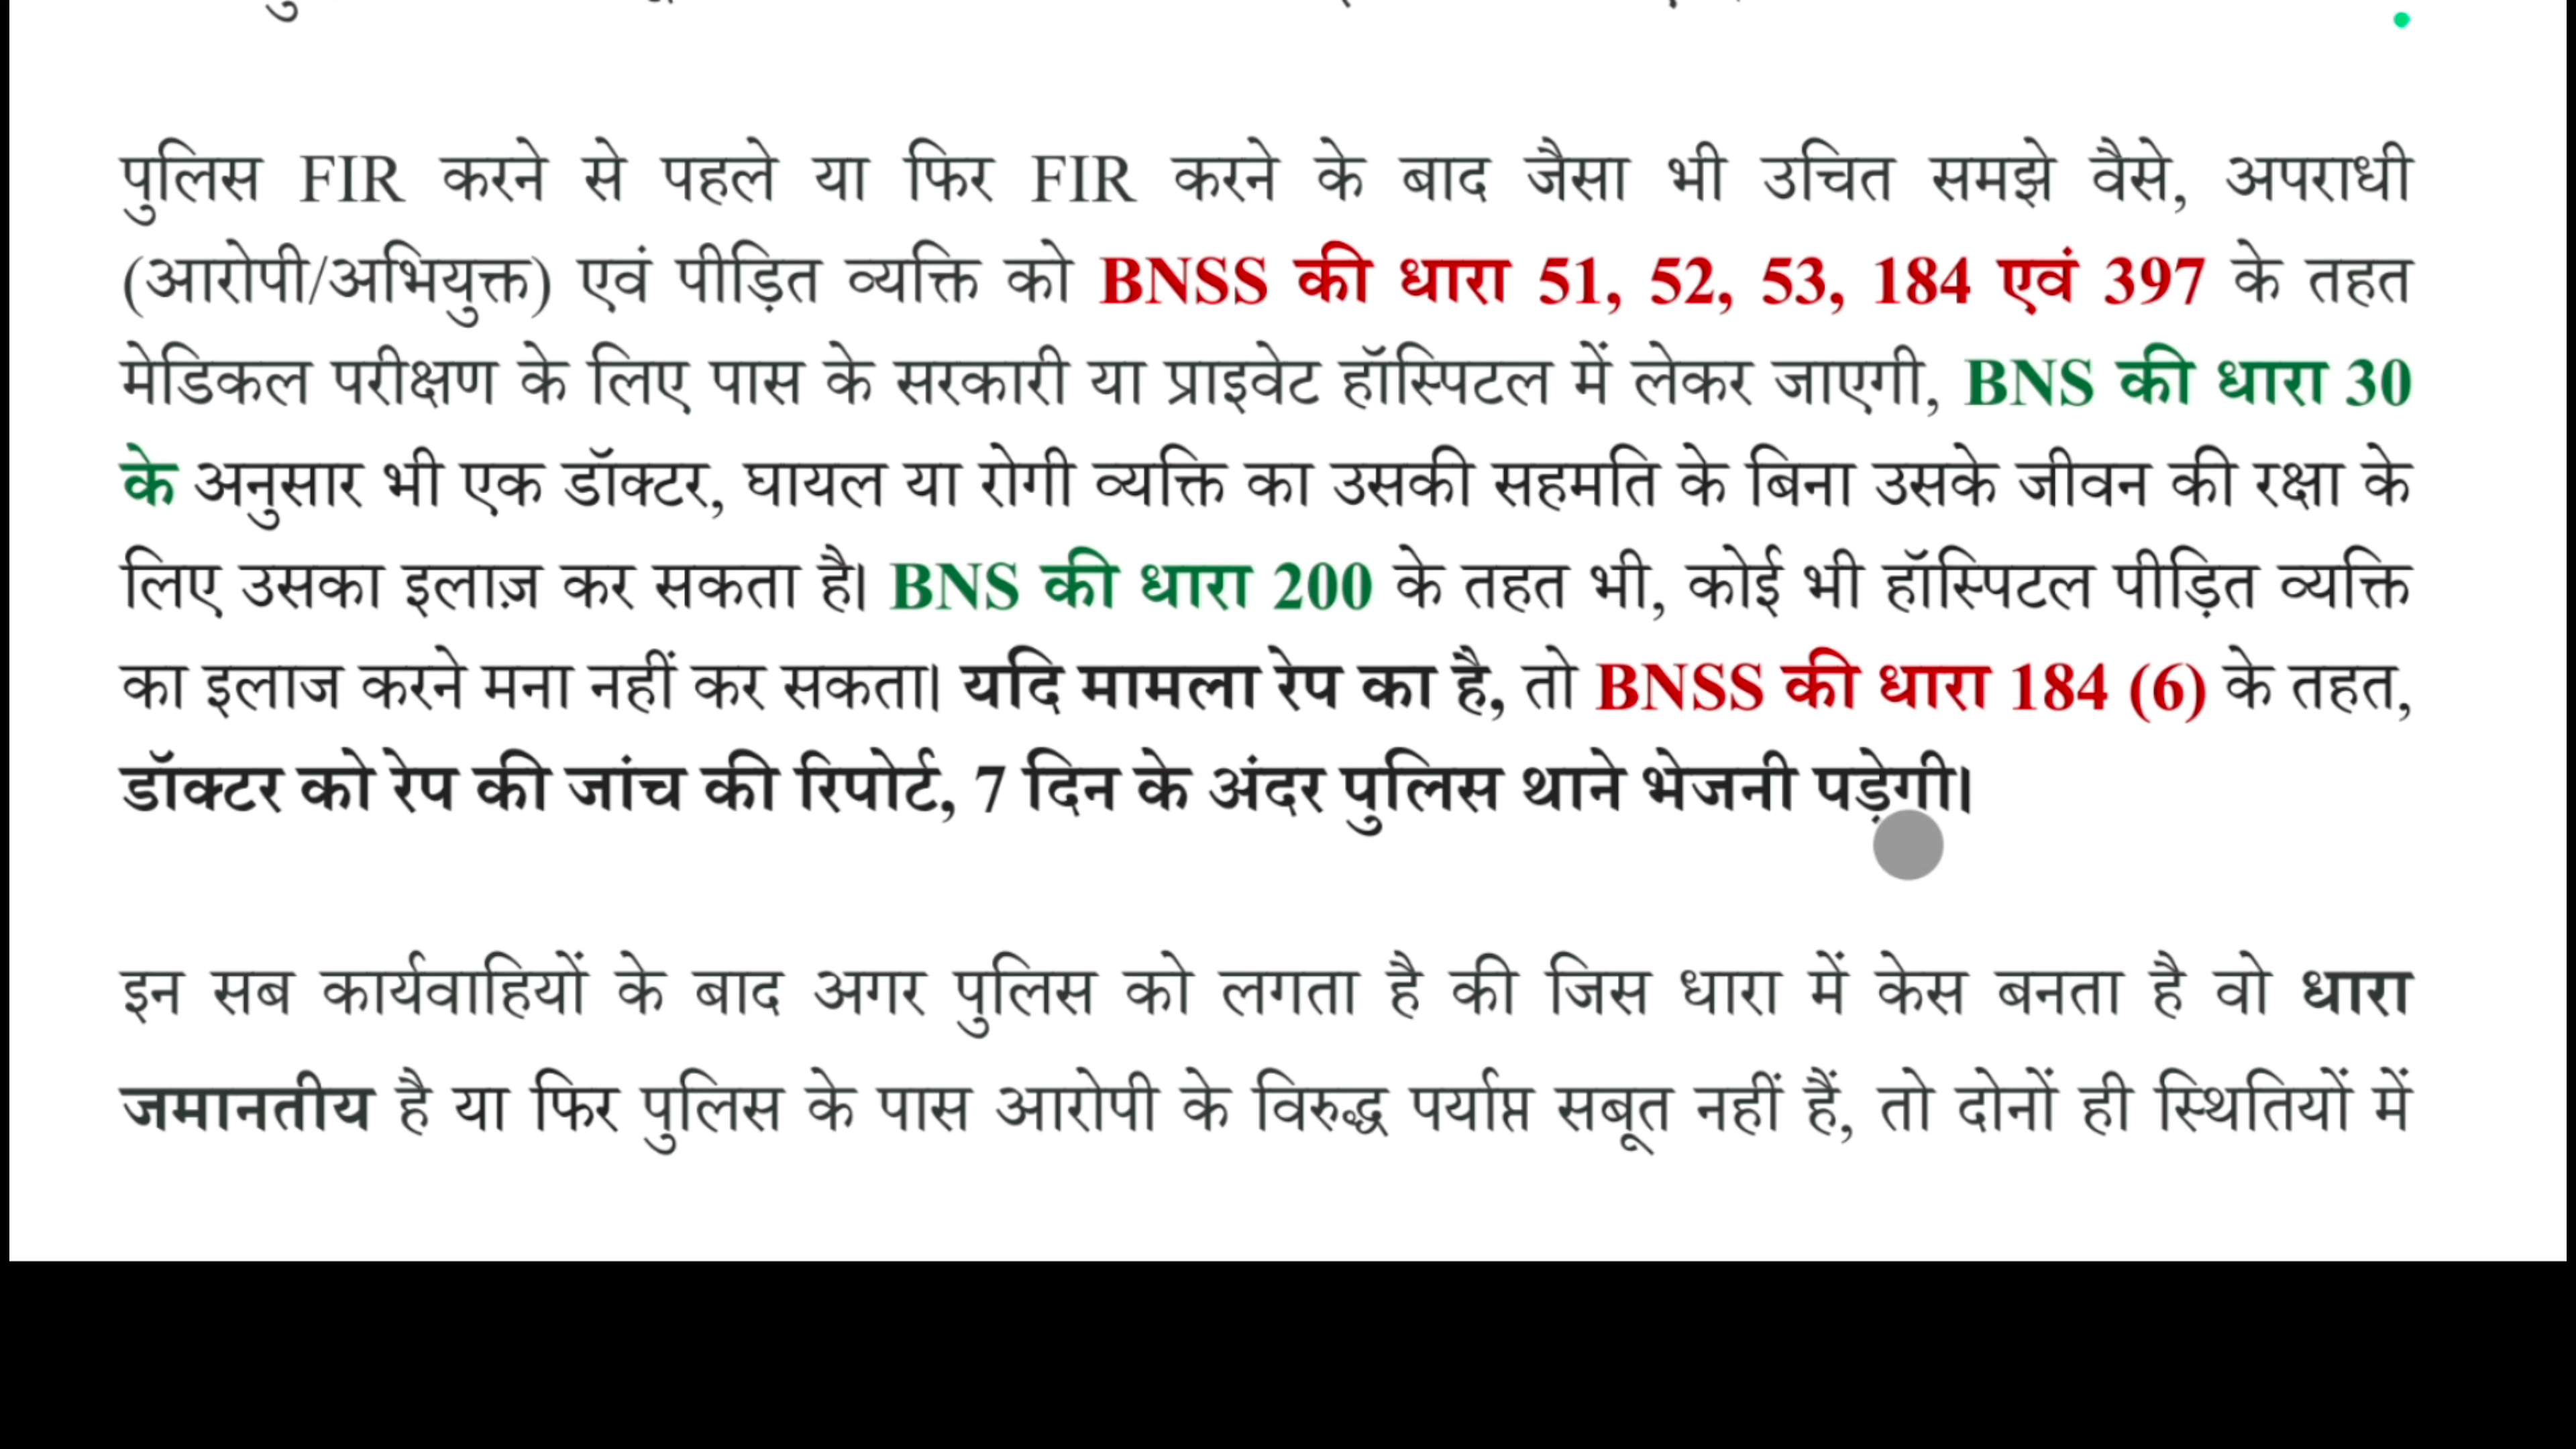 पुलिस FIR करने से पहले या फिर FIR करने के बाद जैसा भी उचित समझे वैसे, अपराधी
(आरोपी/अभियुक्त) एवं पीड़ित व्यक्ति को BNSS की धारा 51, 52, 53, 184 एवं 397 के तहत
मेडिकल परीक्षण के लिए पास के सरकारी या प्राइवेट हॉस्पिटल में लेकर जाएगी, BNS की धारा 30
के अनुसार भी एक डॉक्टर, घायल या रोगी व्यक्ति का उसकी सहमति के बिना उसके जीवन की रक्षा के
लिए उसका इलाज़ कर सकता है। BNS की धारा 200 के तहत भी, कोई भी हॉस्पिटल पीड़ित व्यक्ति
का इलाज करने मना नहीं कर सकता। यदि मामला रेप का है, तो BNSS की धारा 184 (6) के तहत,
डॉक्टर को रेप की जांच की रिपोर्ट, 7 दिन के अंदर पुलिस थाने भेजनी पड़ेगी।
इन सब कार्यवाहियों के बाद अगर पुलिस को लगता है की जिस धारा में केस बनता है वो धारा
जमानतीय है या फिर पुलिस के पास आरोपी के विरुद्ध पर्याप्त सबूत नहीं हैं, तो दोनों ही स्थितियों में